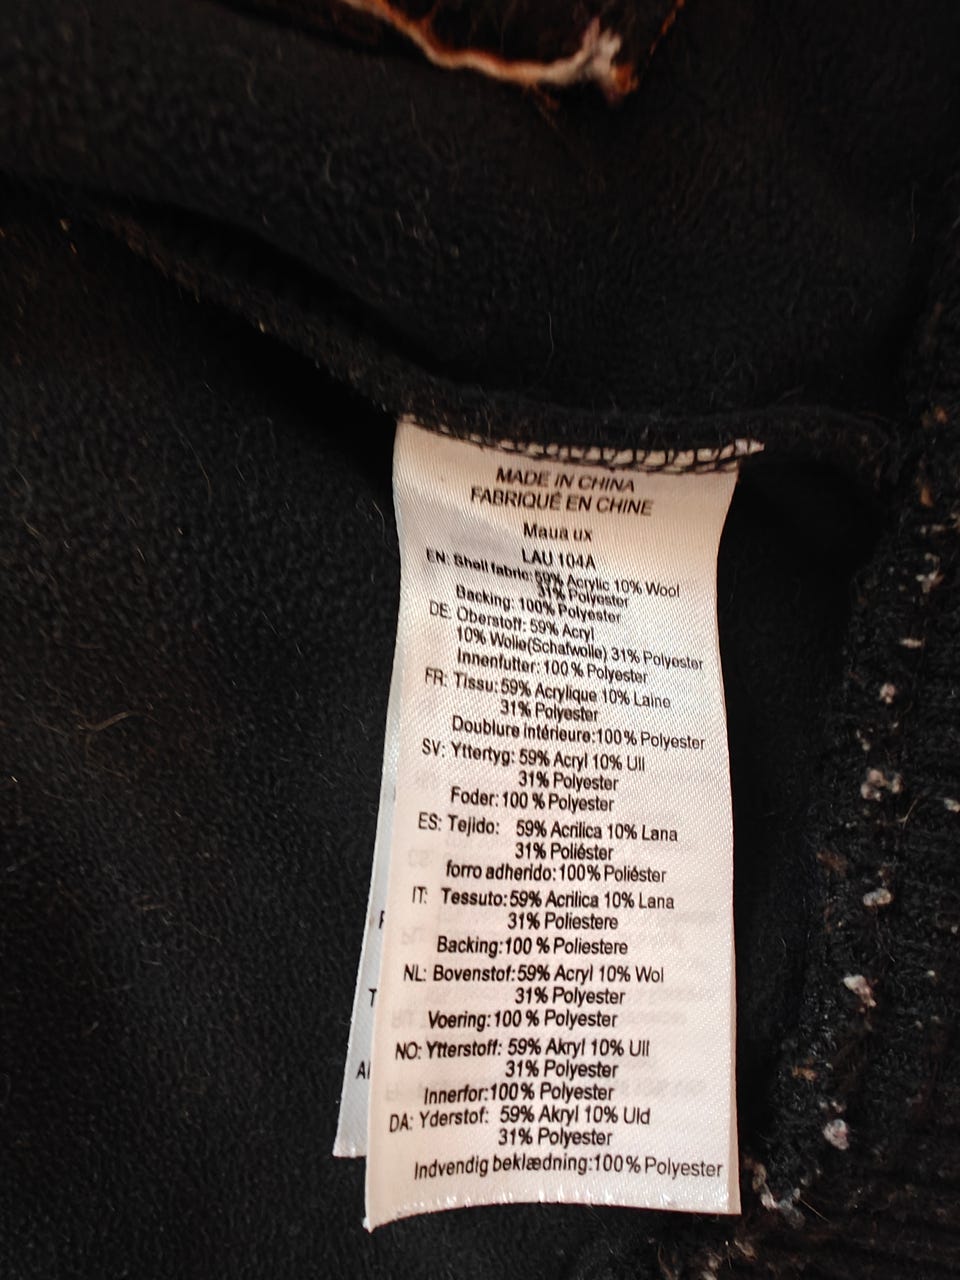 MADE IN CHINA
FABRIQUÉ EN CHINE
Maua ux
LAU 104A
EN: Shell fabric: 59% Acrylic 10% Wool
31% Polyester
Backing: 100% Polyester
DE: Oberstoff: 59% Acryl
10% Wolle(Schafwolle) 31% Polyester
Innenfutter: 100% Polyester
FR: Tissu: 59% Acrylique 10% Laine
31% Polyester
Doublure intérieure: 100% Polyester
SV: Yttertyg: 59% Acryl 10% Ull
31% Polyester
Foder: 100 % Polyester
ES: Tejido: 59% Acrilica 10% Lana
31% Poliéster
forro adherido: 100% Poliéster
IT: Tessuto: 59% Acrilica 10% Lana
31% Poliestere
Backing: 100 % Poliestere
NL: Bovenstof: 59% Acryl 10% Wol
31% Polyester
Voering: 100 % Polyester
NO: Ytterstoff: 59% Akryl 10% Ull
31% Polyester
Innerfor: 100% Polyester
DA: Yderstof: 59% Akryl 10% Uld
31% Polyester
Indvendig beklædning: 100% Polyester